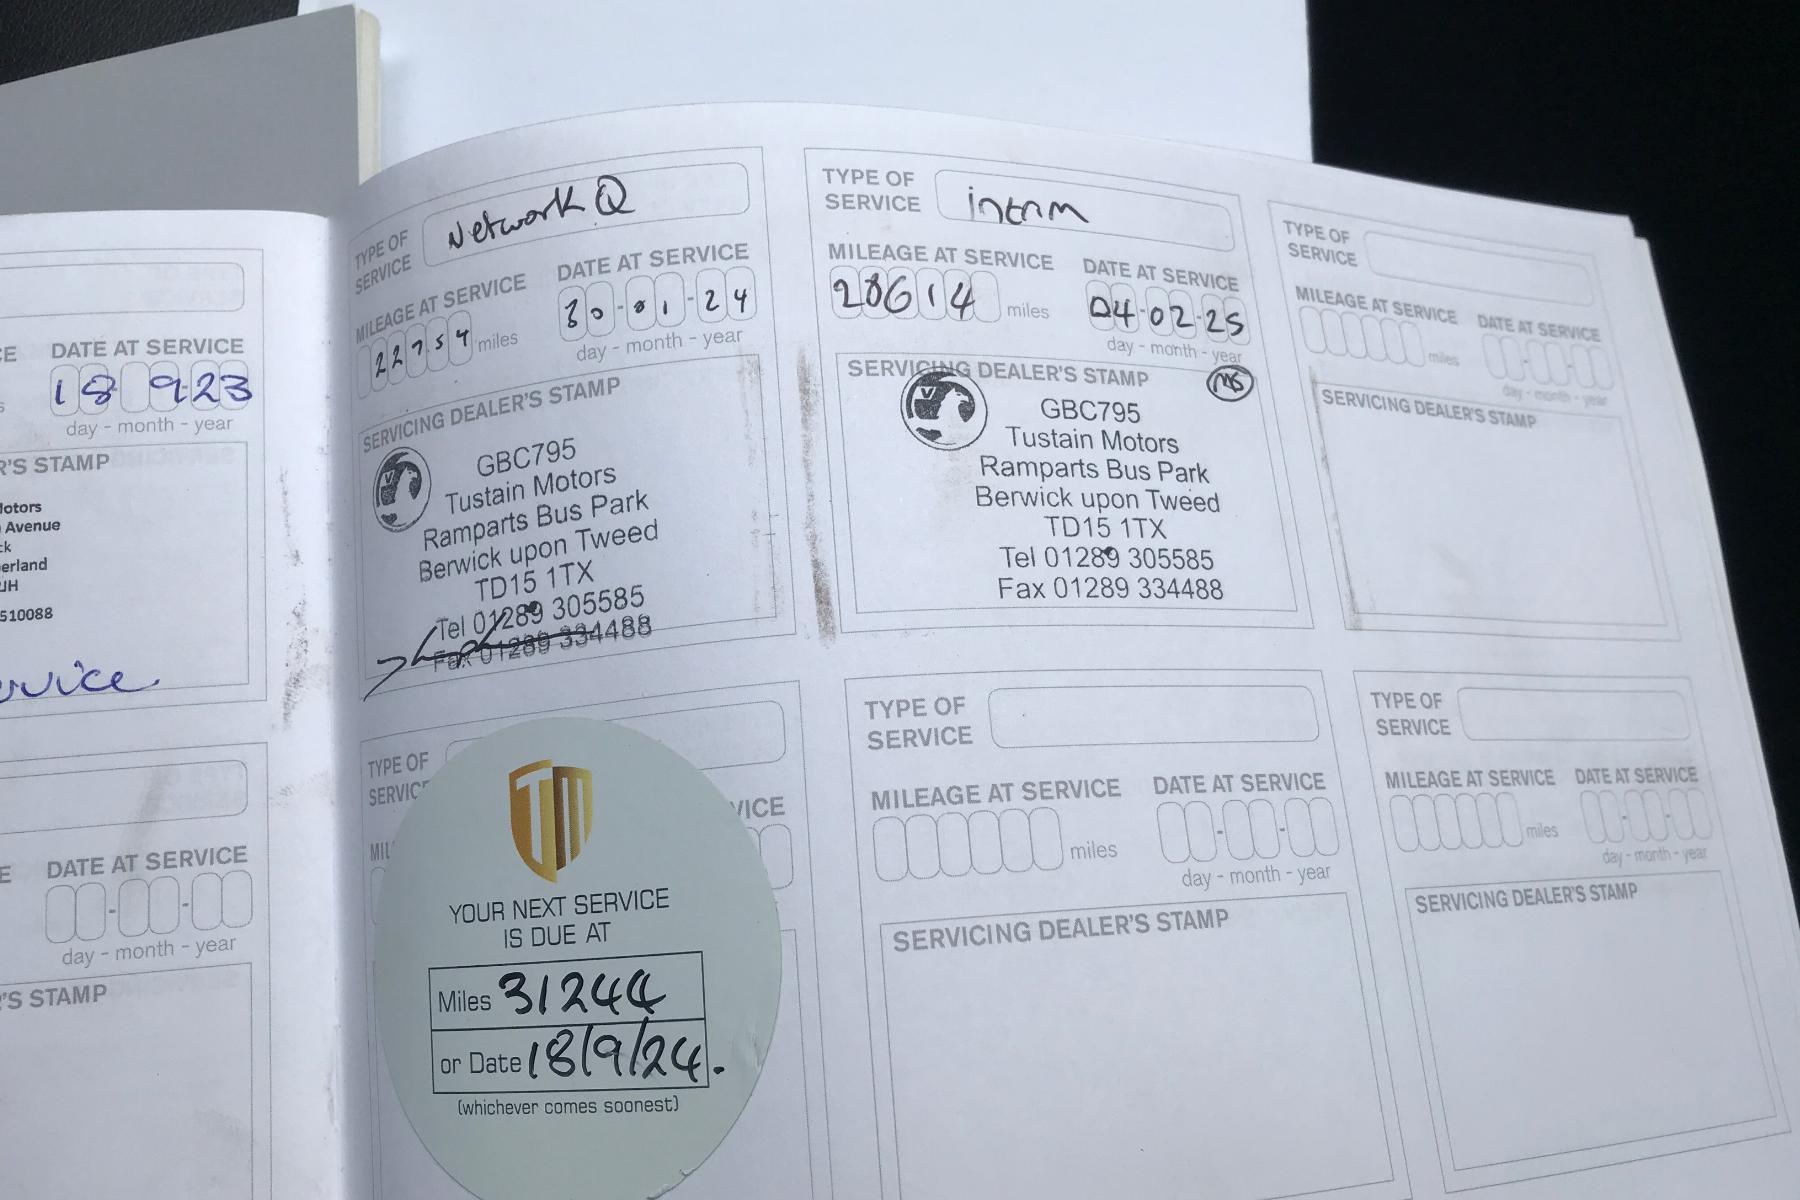 E DATE AT SERVICE
18 9 23
s
day - month - year
R'S STAMP
Motors
Avenue
ck
erland
JH
510088
service
E DATE AT SERVICE
day - month - year
'S STAMP
TYPE OF
SERVICE
Network Q
MILEAGE AT SERVICE
22754 miles
DATE AT SERVICE
30-01-24
day - month - year
SERVICING DEALER'S STAMP
GBC795
Tustain Motors
Ramparts Bus Park
Berwick upon Tweed
TD15 1TX
Tel 01289 305585
Fax 01289 334488
TYPE OF
SERVICE
interim
MILEAGE AT SERVICE
28614 miles
DATE AT SERVICE
04-02-25
day - month - year
SERVICING DEALER'S STAMP
GBC795
Tustain Motors
Ramparts Bus Park
Berwick upon Tweed
TD15 1TX
Tel 01289 305585
Fax 01289 334488
TYPE OF
SERVICE
MILEAGE AT SERVICE
miles
DATE AT SERVICE
day - month - year
SERVICING DEALER'S STAMP
TYPE OF
SERVIC
MIL
VICE
TM
YOUR NEXT SERVICE
IS DUE AT
Miles 31244
or Date 18/9/24.
(whichever comes soonest)
TYPE OF
SERVICE
MILEAGE AT SERVICE
miles
DATE AT SERVICE
day - month - year
SERVICING DEALER'S STAMP
TYPE OF
SERVICE
MILEAGE AT SERVICE
miles
DATE AT SERVICE
day - month - year
SERVICING DEALER'S STAMP